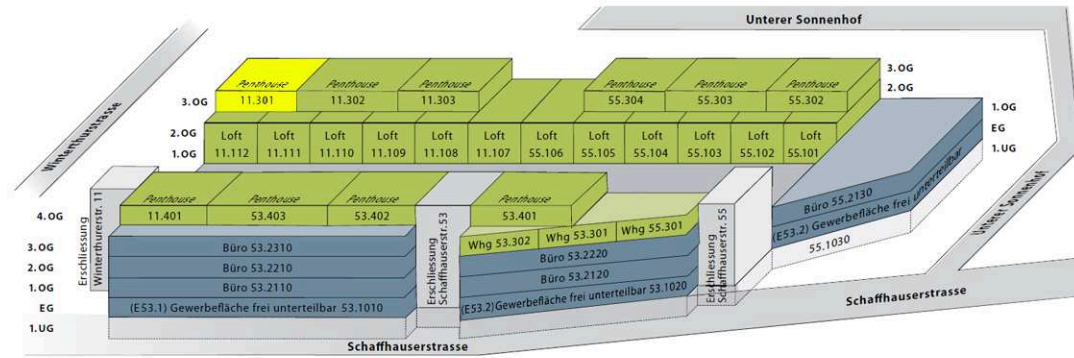 Unterer Sonnenhof
Winterthurstrasse
Penthouse Penthouse Penthouse
11.301 11.302 11.303
Penthouse Penthouse Penthouse
55.304 55.303 55.302
3.OG
2.OG
3.OG
2.OG
1.OG
Loft Loft Loft Loft Loft Loft Loft Loft Loft Loft Loft Loft
11.112 11.111 11.110 11.109 11.108 11.107 55.106 55.105 55.104 55.103 55.102 55.101
1.OG
EG
1.UG
Unterer Sonnenhof
Erschliessung
Winterthurerstr. 11
Penthouse Penthouse Penthouse
11.401 53.403 53.402
Erschliessung
Schaffhauserstr.53
Penthouse
53.401
Whg 53.302 Whg 53.301 Whg 55.301
Erschliessung
Schaffhauserstr. 55
Büro 55.2130
(E53.2) Gewerbefläche frei unterteilbar
55.1030
4.OG
3.OG
2.OG
1.OG
EG
1.UG
Büro 53.2310
Büro 53.2210
Büro 53.2110
(E53.1) Gewerbefläche frei unterteilbar 53.1010
Büro 53.2220
Büro 53.2120
(E53.2)Gewerbefläche frei unterteilbar 53.1020
Schaffhauserstrasse
Schaffhauserstrasse